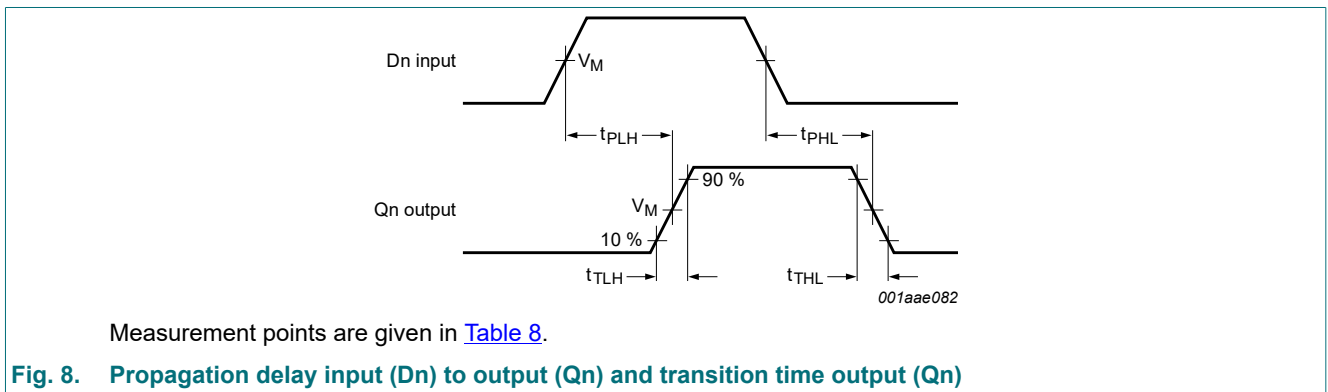 Dn input
VM
tPLH
tPHL
90 %
Qn output
VM
10 %
tTLH
tTHL
001aae082
Measurement points are given in Table 8.
Fig. 8. Propagation delay input (Dn) to output (Qn) and transition time output (Qn)